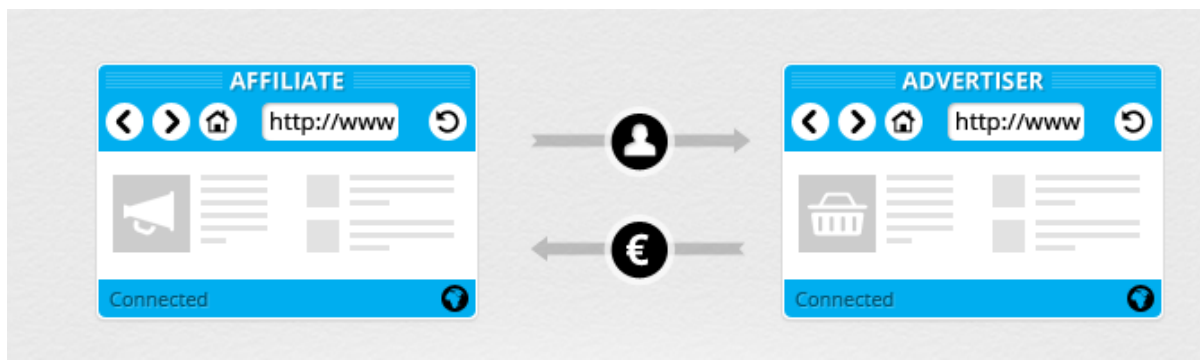 AFFILIATE
http://www
Connected
€
ADVERTISER
http://www
Connected